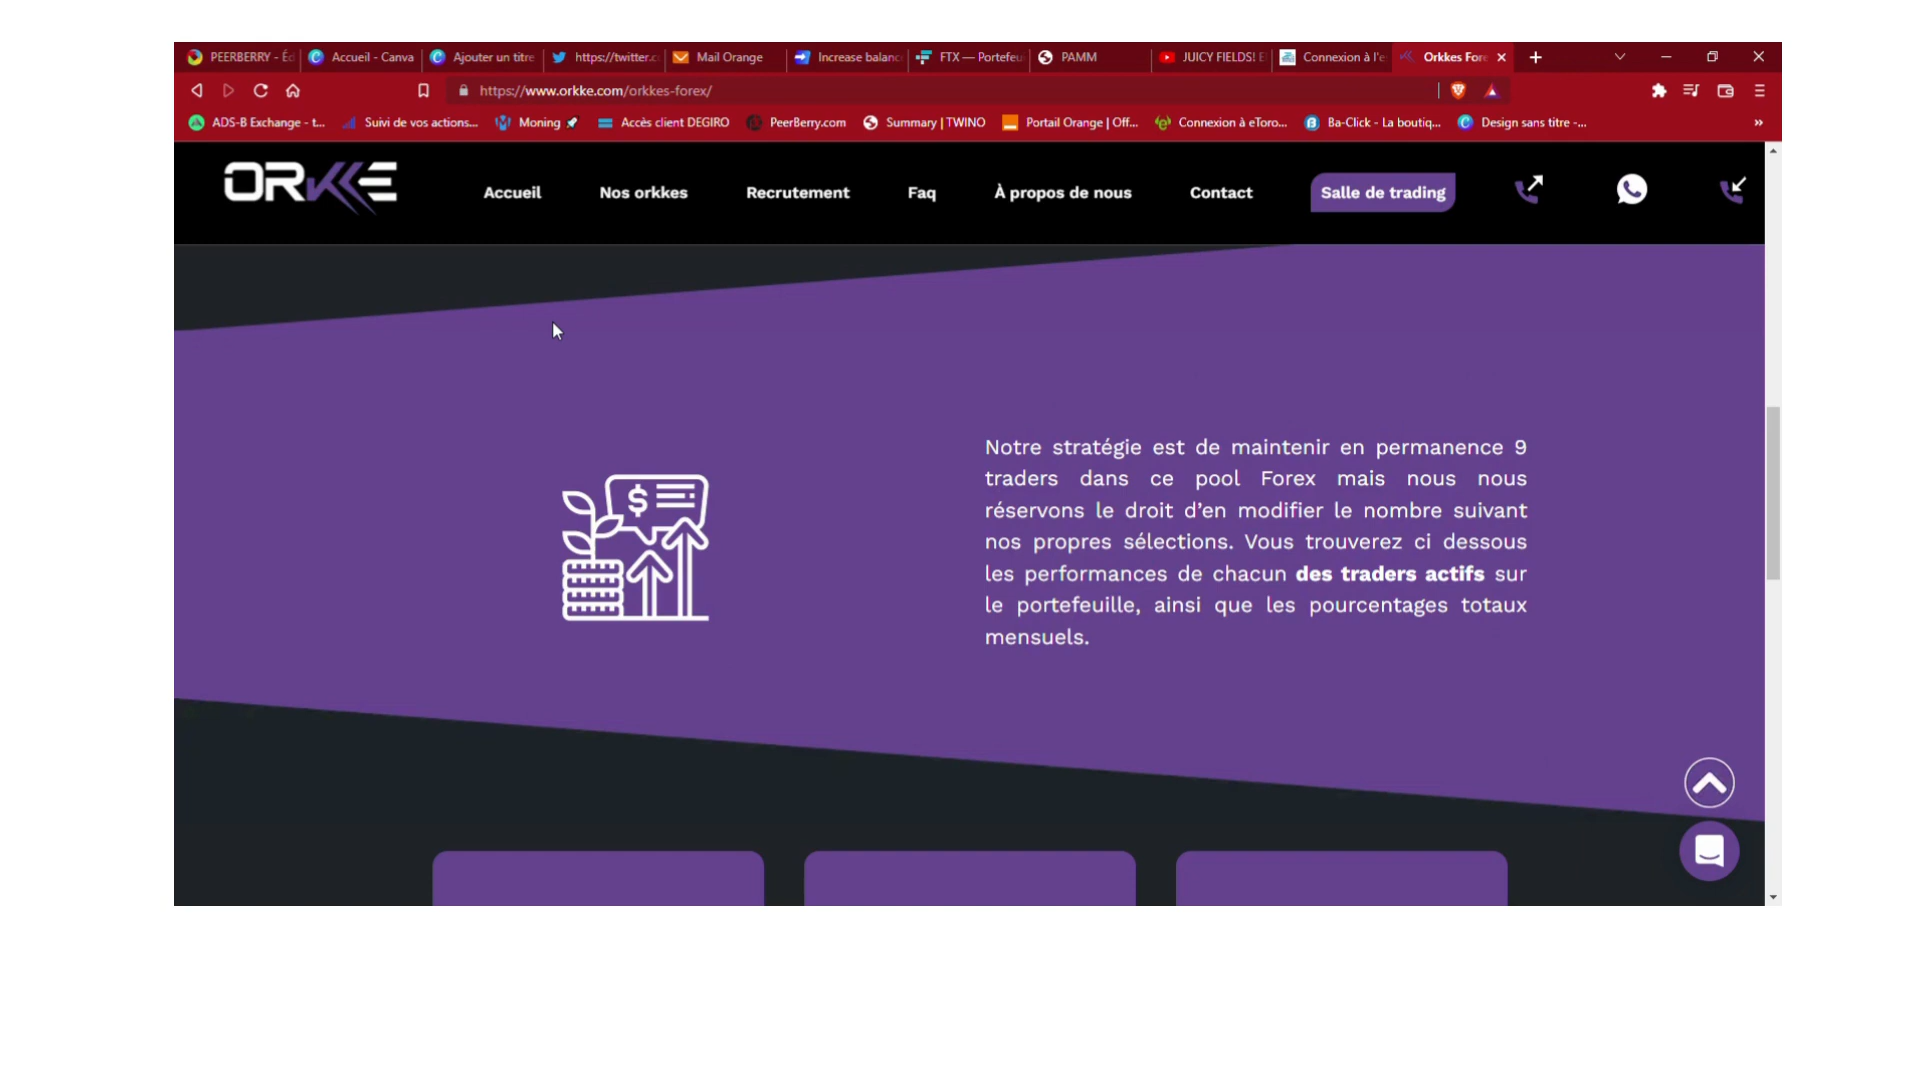 PEERBERRY - Éd
Accueil - Canva
Ajouter un titre
https://twitter.c
Mail Orange
Increase balanc
FTX — Portefeu
PAMM
JUICY FIELDS! E
Connexion à l'e
Orkkes Fore
https://www.orkke.com/orkkes-forex/
ADS-B Exchange - t...
Suivi de vos actions...
Moning
Accès client DEGIRO
PeerBerry.com
Summary | TWINO
Portail Orange | Off...
Connexion à eToro...
Ba-Click - La boutiq...
Design sans titre -...
ORKKE
Accueil
Nos orkkes
Recrutement
Faq
À propos de nous
Contact
Salle de trading
Notre stratégie est de maintenir en permanence 9
traders dans ce pool Forex mais nous nous
réservons le droit d'en modifier le nombre suivant
nos propres sélections. Vous trouverez ci dessous
les performances de chacun des traders actifs sur
le portefeuille, ainsi que les pourcentages totaux
mensuels.